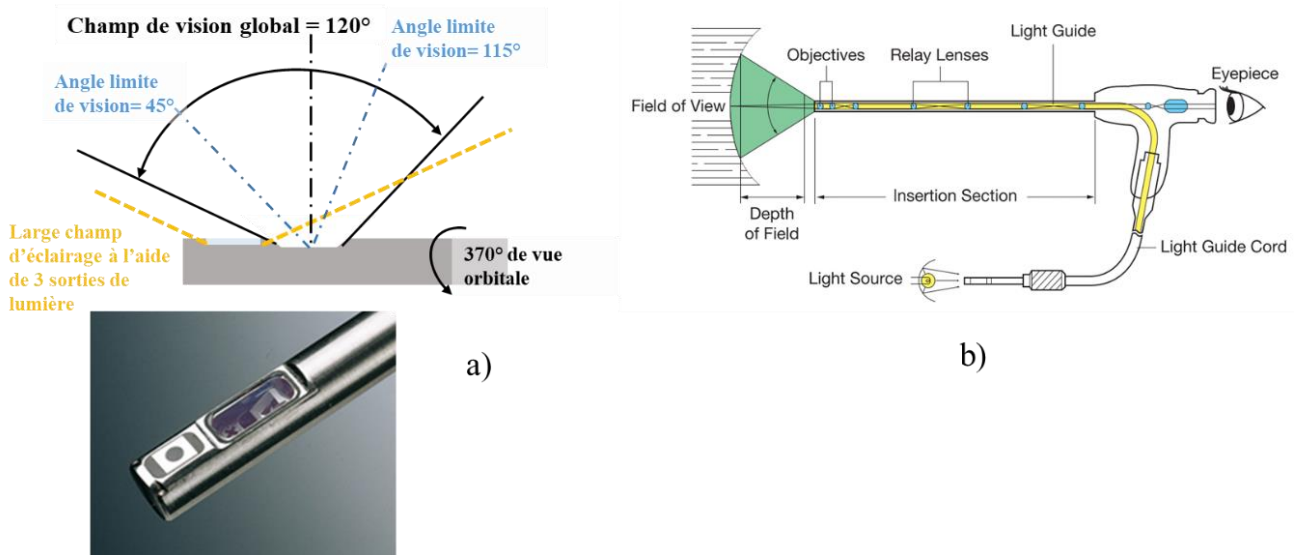 Champ de vision global = 120°
Angle limite
de vision= 115°
Angle limite
de vision= 45°
Large champ
d’éclairage à l’aide
de 3 sorties de
lumière
370° de vue
orbitale
a)
Light Guide
Objectives
Relay Lenses
Eyepiece
Field of View
Insertion Section
Depth
of Field
Light Guide Cord
Light Source
b)